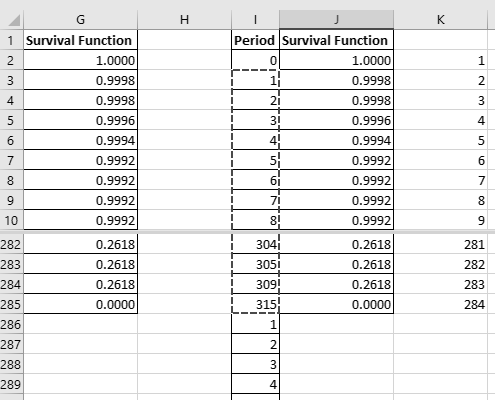 G H I J K
1 Survival Function Period Survival Function
2 1.0000 0 1.0000 1
3 0.9998 1 0.9998 2
4 0.9998 2 0.9998 3
5 0.9996 3 0.9996 4
6 0.9994 4 0.9994 5
7 0.9992 5 0.9992 6
8 0.9992 6 0.9992 7
9 0.9992 7 0.9992 8
10 0.9992 8 0.9992 9
282 0.2618 304 0.2618 281
283 0.2618 305 0.2618 282
284 0.2618 309 0.2618 283
285 0.0000 315 0.0000 284
286 1
287 2
288 3
289 4